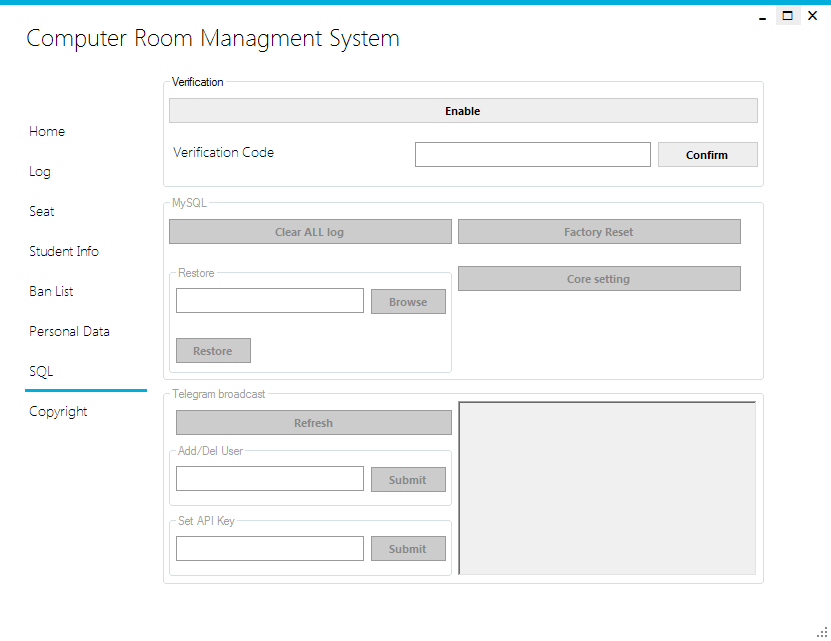 Computer Room Managment System
Home
Log
Seat
Student Info
Ban List
Personal Data
SQL
Copyright
Verification
Enable
Verification Code
Confirm
MySQL
Clear ALL log
Factory Reset
Core setting
Restore
Browse
Restore
Telegram broadcast
Refresh
Add/Del User
Submit
Set API Key
Submit